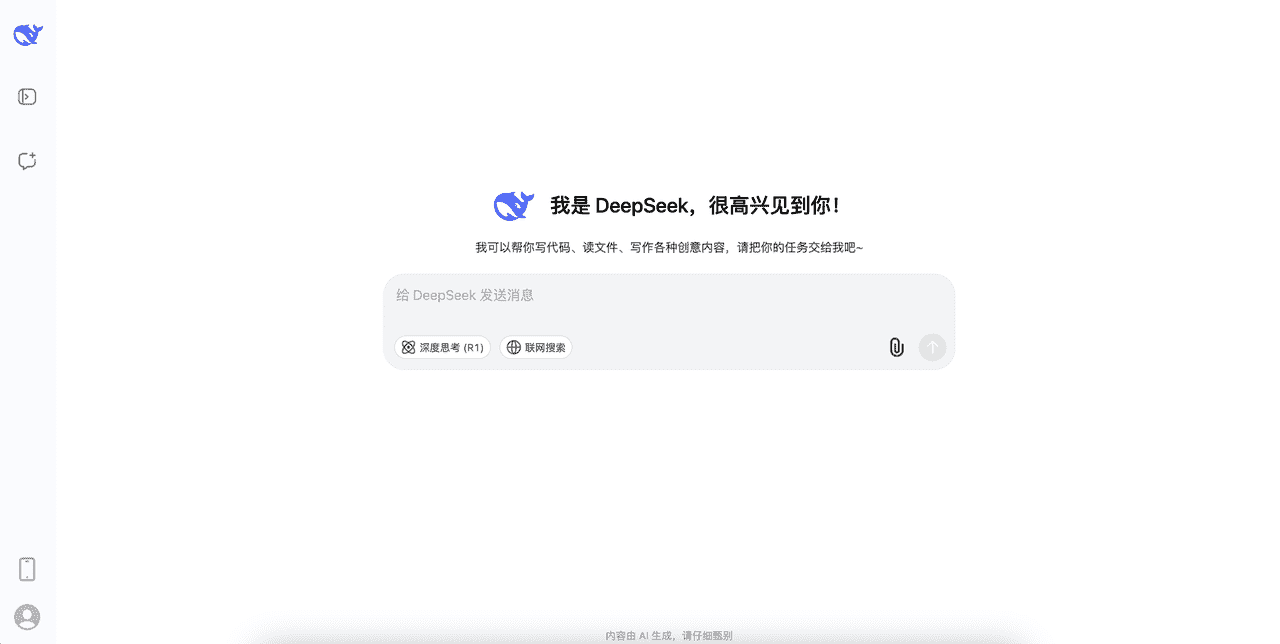 我是 DeepSeek，很高兴见到你！
我可以帮你写代码、读文件、写作各种创意内容，请把你的任务交给我吧~
给 DeepSeek 发送消息
深度思考 (R1)
联网搜索
内容由 AI 生成，请仔细甄别